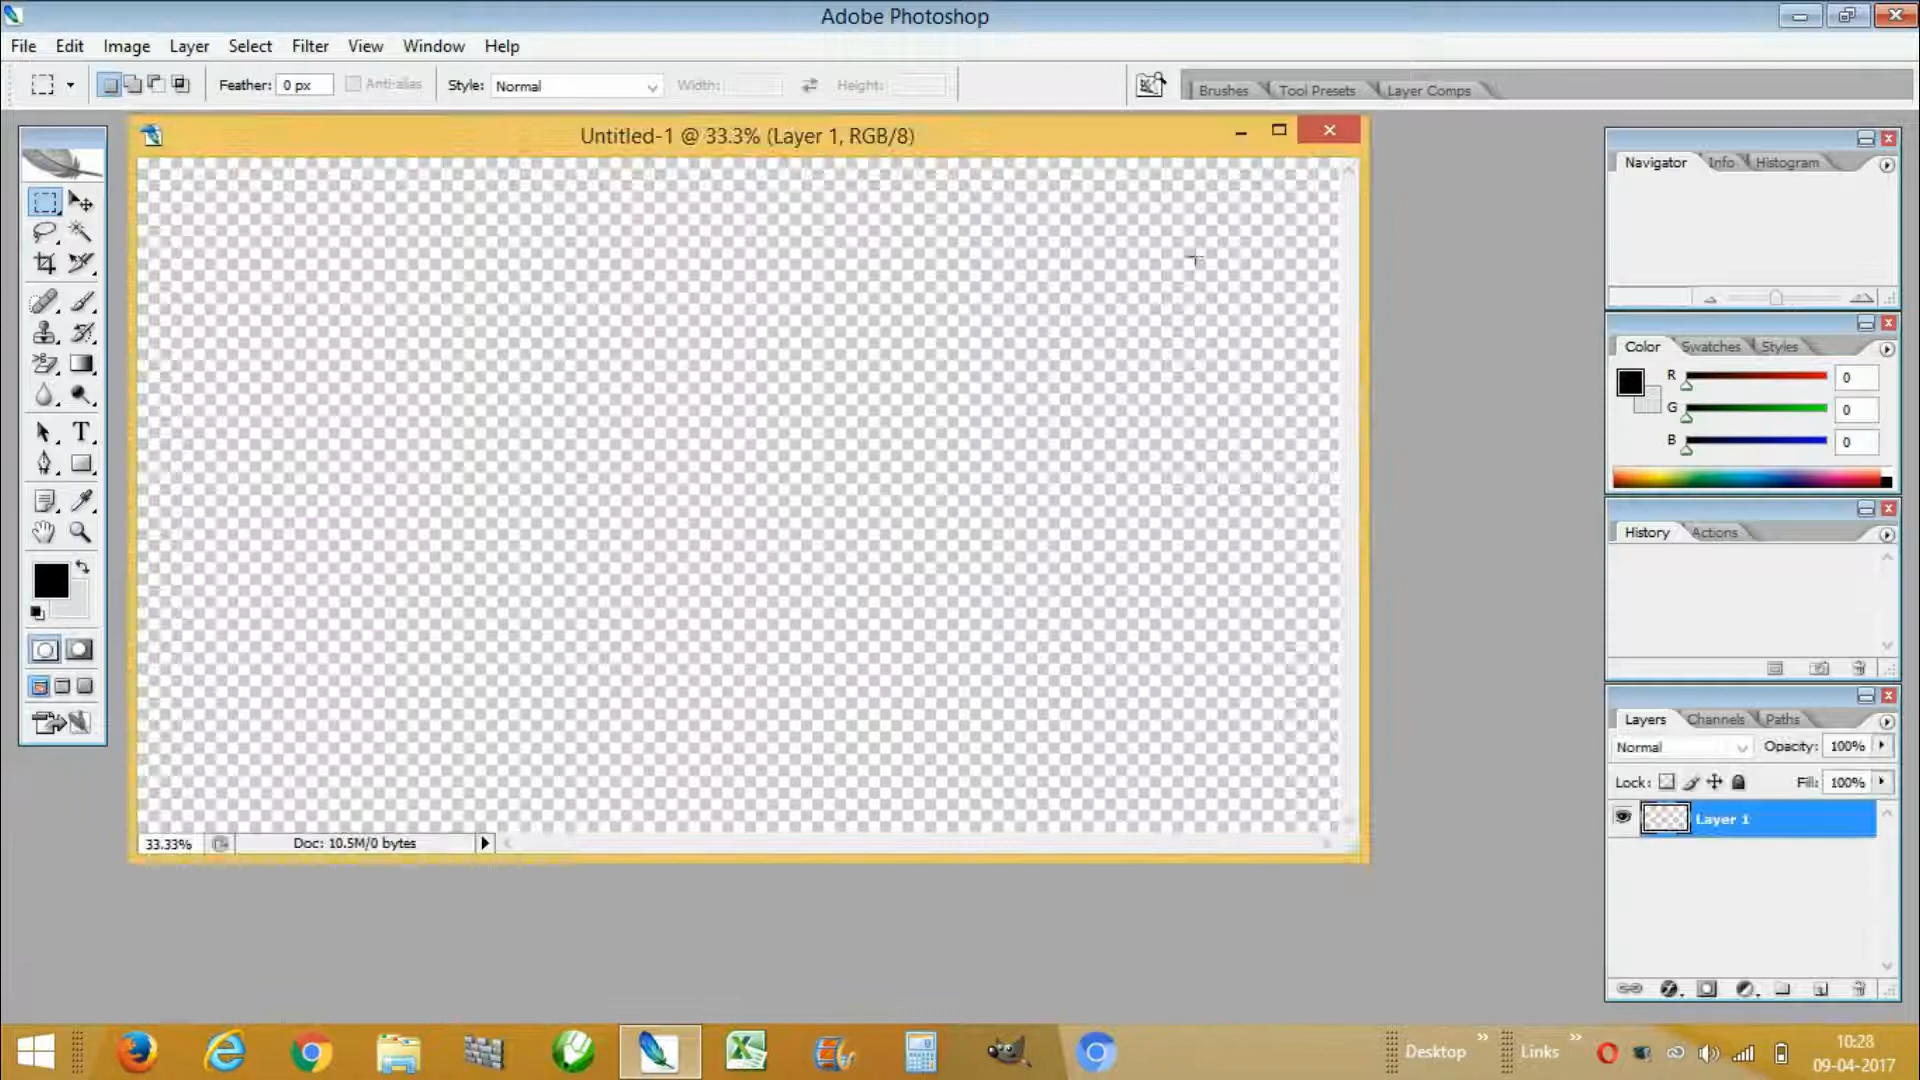 Adobe Photoshop
File Edit Image Layer Select Filter View Window Help
Feather: 0 px Anti-alias Style: Normal Width: Height: Brushes Tool Presets Layer Comps
Untitled-1 @ 33.3% (Layer 1, RGB/8)
Navigator Info Histogram
Color Swatches Styles
R 0
G 0
B 0
T
History Actions
Layers Channels Paths
Normal Opacity: 100%
Lock: Fill: 100%
Layer 1
33.33% Doc: 10.5M/0 bytes
Desktop » Links »
10:28
09-04-2017